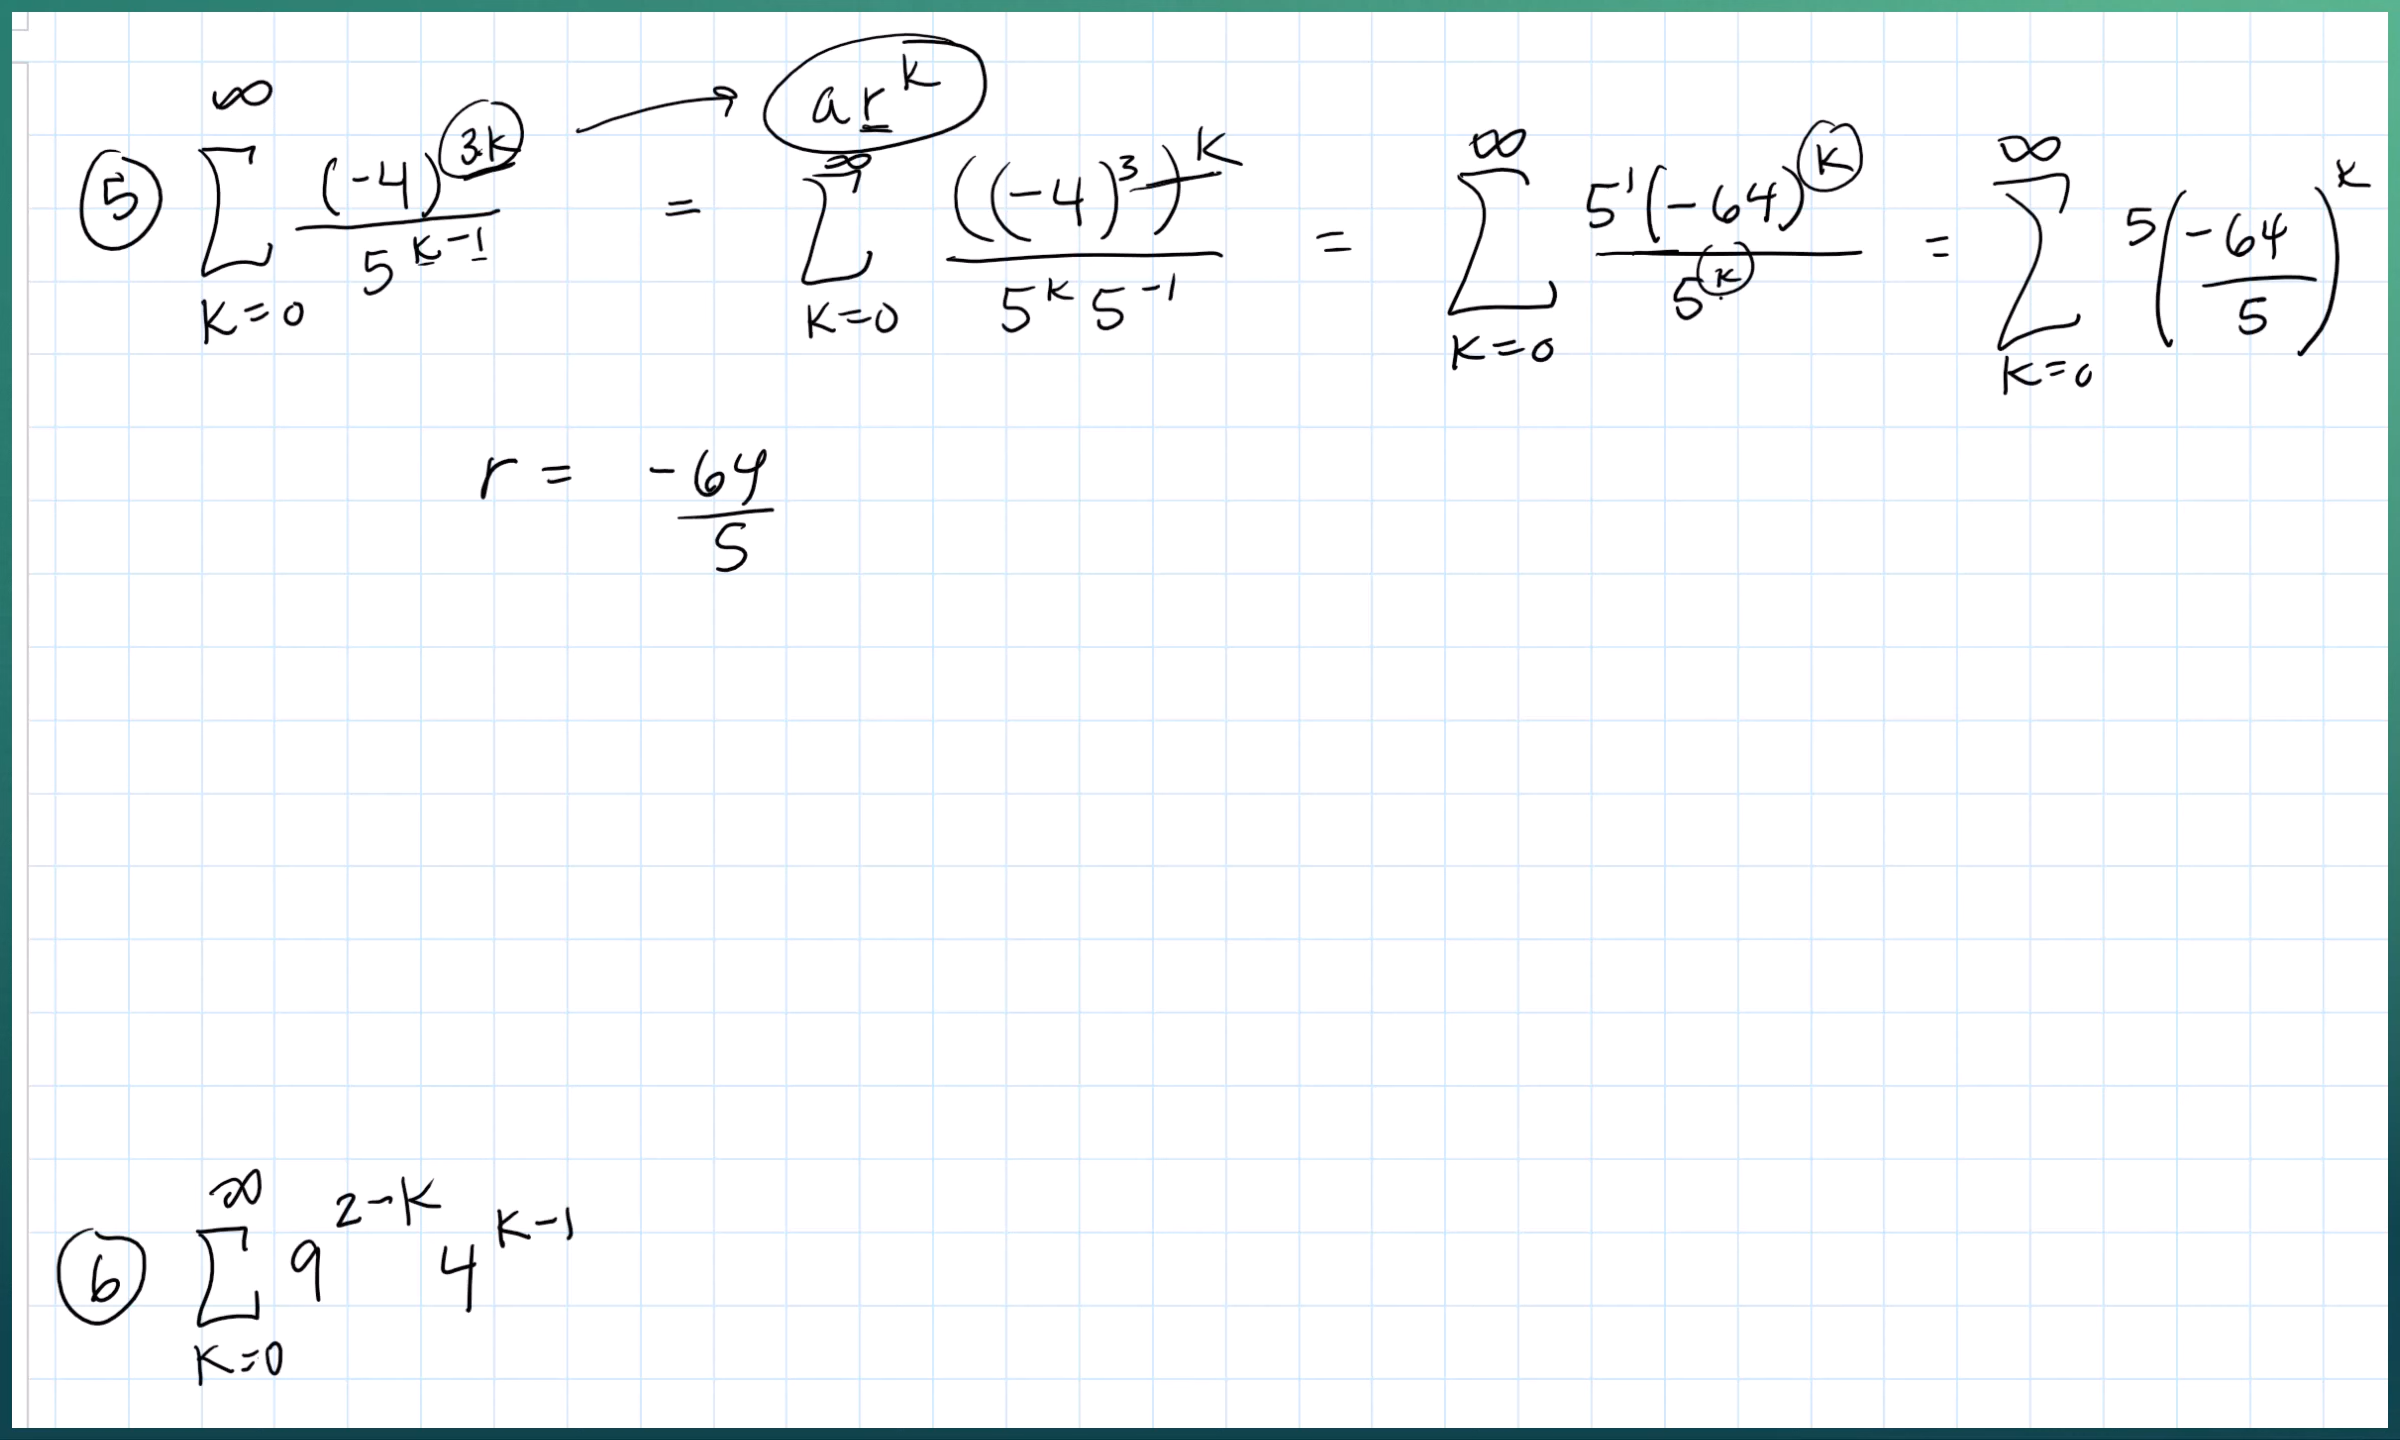 ⑤ ∞∑k=0 (-4)^(3k) / 5^(k-1) → ar^k = ∞∑k=0 ((-4)^3)^k / 5^k 5^-1 = ∞∑k=0 5^1(-64)^k / 5^k = ∞∑k=0 5(-64/5)^k
r = -64/5
⑥ ∞∑k=0 9^(2-k) 4^(k-1)